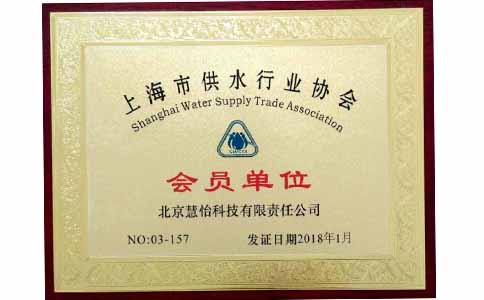 上海市供水行业协会
Shanghai Water Supply Trade Association
会员单位
北京慧怡科技有限责任公司
NO:03-157 发证日期2018年1月